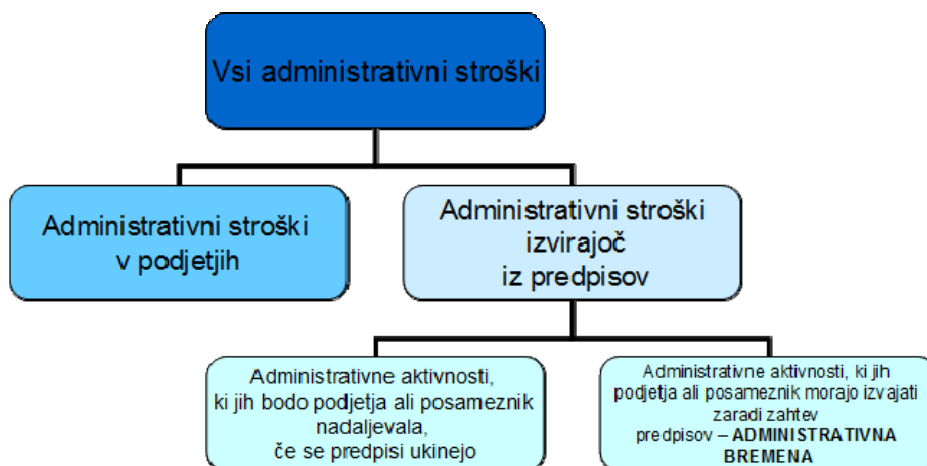 Vsi administrativni stroški
Administrativni stroški
v podjetjih
Administrativni stroški
izvirajoč
iz predpisov
Administrativne aktivnosti,
ki jih bodo podjetja ali posameznik
nadaljevala,
če se predpisi ukinejo
Administrativne aktivnosti, ki jih
podjetja ali posameznik morajo izvajati
zaradi zahtev
predpisov – ADMINISTRATIVNA
BREMENA